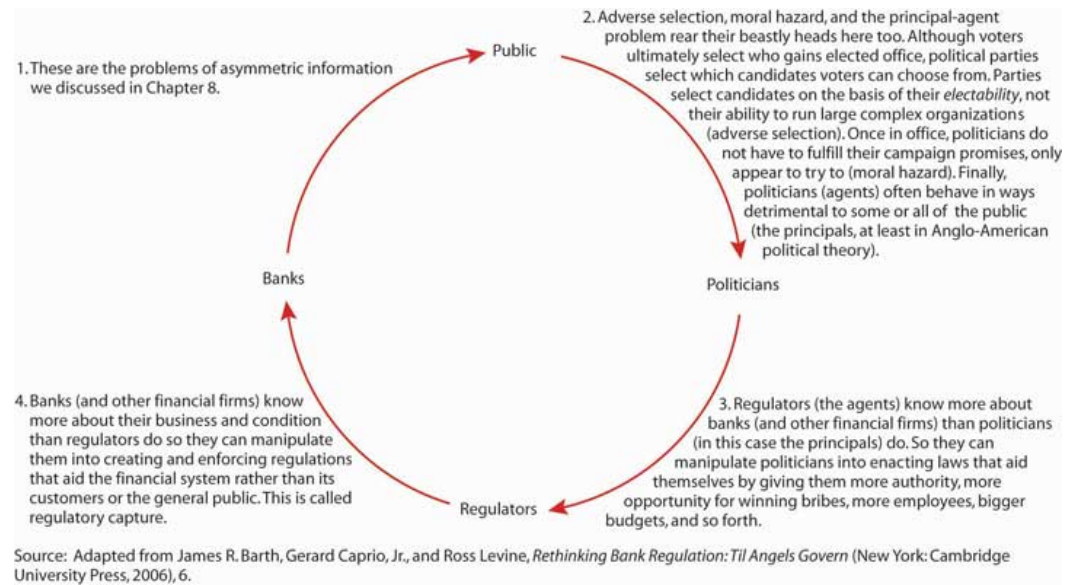 1. These are the problems of asymmetric information
we discussed in Chapter 8.
Public
2. Adverse selection, moral hazard, and the principal-agent
problem rear their beastly heads here too. Although voters
ultimately select who gains elected office, political parties
select which candidates voters can choose from. Parties
select candidates on the basis of their electability, not
their ability to run large complex organizations
(adverse selection). Once in office, politicians do
not have to fulfill their campaign promises, only
appear to try to (moral hazard). Finally,
politicians (agents) often behave in ways
detrimental to some or all of the public
(the principals, at least in Anglo-American
political theory).
Banks
Politicians
3. Regulators (the agents) know more about
banks (and other financial firms) than politicians
(in this case the principals) do. So they can
manipulate politicians into enacting laws that aid
themselves by giving them more authority, more
opportunity for winning bribes, more employees, bigger
budgets, and so forth.
4. Banks (and other financial firms) know
more about their business and condition
than regulators do so they can manipulate
them into creating and enforcing regulations
that aid the financial system rather than its
customers or the general public. This is called
regulatory capture.
Regulators
Source: Adapted from James R. Barth, Gerard Caprio, Jr., and Ross Levine, Rethinking Bank Regulation: Til Angels Govern (New York: Cambridge
University Press, 2006), 6.